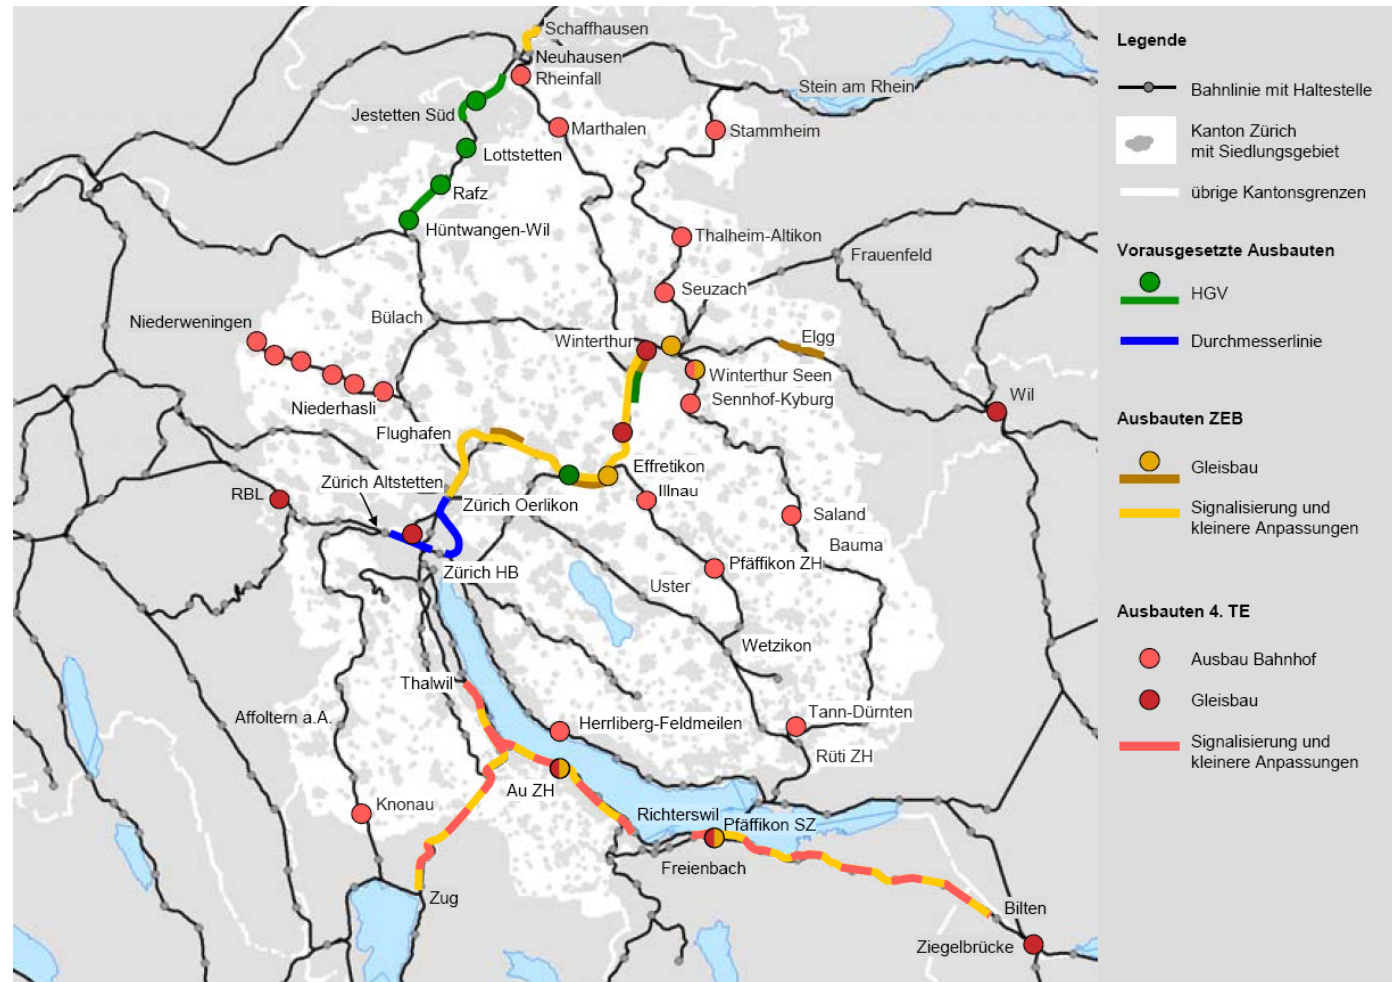 Schaffhausen
Neuhausen
Rheinfall
Stein am Rhein
Jestetten Süd
Marthalen
Stammheim
Lottstetten
Rafz
Hüntwangen-Wil
Thalheim-Altikon
Frauenfeld
Seuzach
Niederweningen
Bülach
Winterthur
Elgg
Winterthur Seen
Sennhof-Kyburg
Wil
Niederhasli
Flughafen
Effretikon
Zürich Altstetten
RBL
Zürich Oerlikon
Illnau
Saland
Bauma
Zürich HB
Pfäffikon ZH
Uster
Wetzikon
Thalwil
Affoltern a.A.
Herrliberg-Feldmeilen
Tann-Dürnten
Rüti ZH
Au ZH
Knonau
Richterswil
Pfäffikon SZ
Freienbach
Zug
Bilten
Ziegelbrücke
Legende
Bahnlinie mit Haltestelle
Kanton Zürich
mit Siedlungsgebiet
übrige Kantonsgrenzen
Vorausgesetzte Ausbauten
HGV
Durchmesserlinie
Ausbauten ZEB
Gleisbau
Signalisierung und
kleinere Anpassungen
Ausbauten 4. TE
Ausbau Bahnhof
Gleisbau
Signalisierung und
kleinere Anpassungen